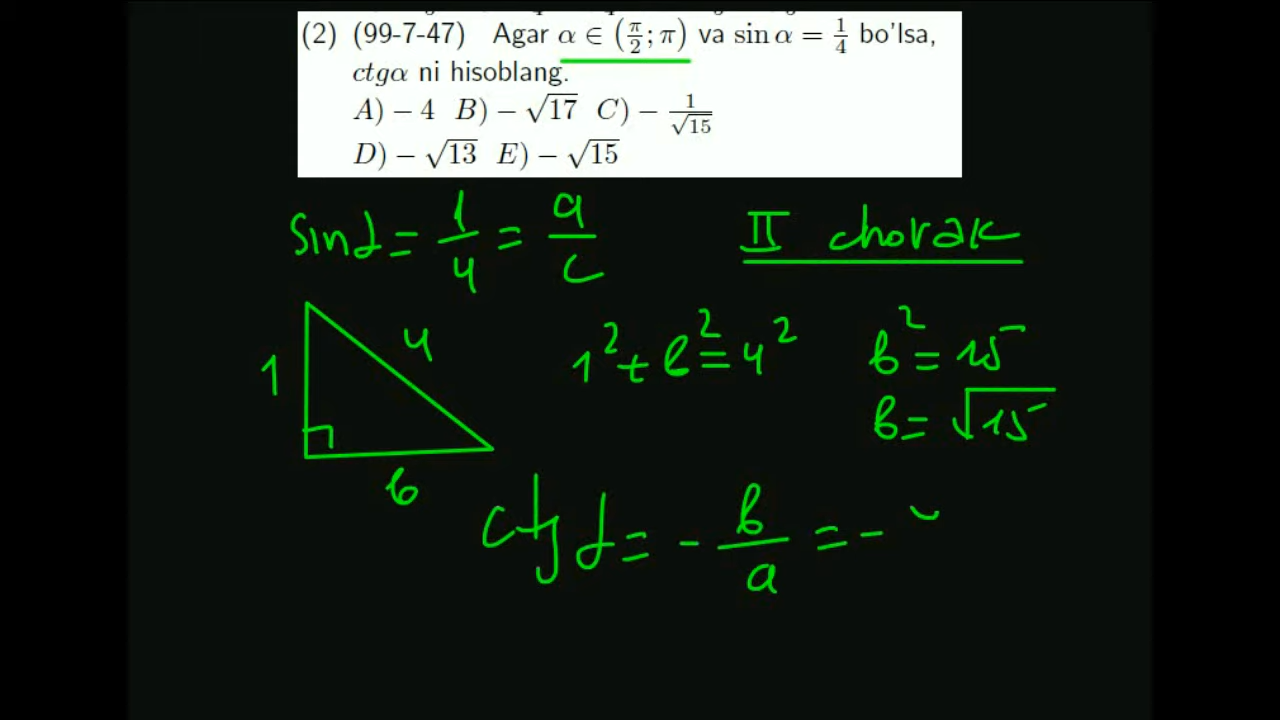 (2) (99-7-47) Agar α ∈ (π/2; π) va sin α = 1/4 bo'lsa,
ctgα ni hisoblang.
A) − 4 B) − √17 C) − 1/√15
D) − √13 E) − √15
sinα = 1/4 = a/c
II chorak
1
4
b
1² + b² = 4²
b² = 15
b = √15
ctgα = - b/a = -